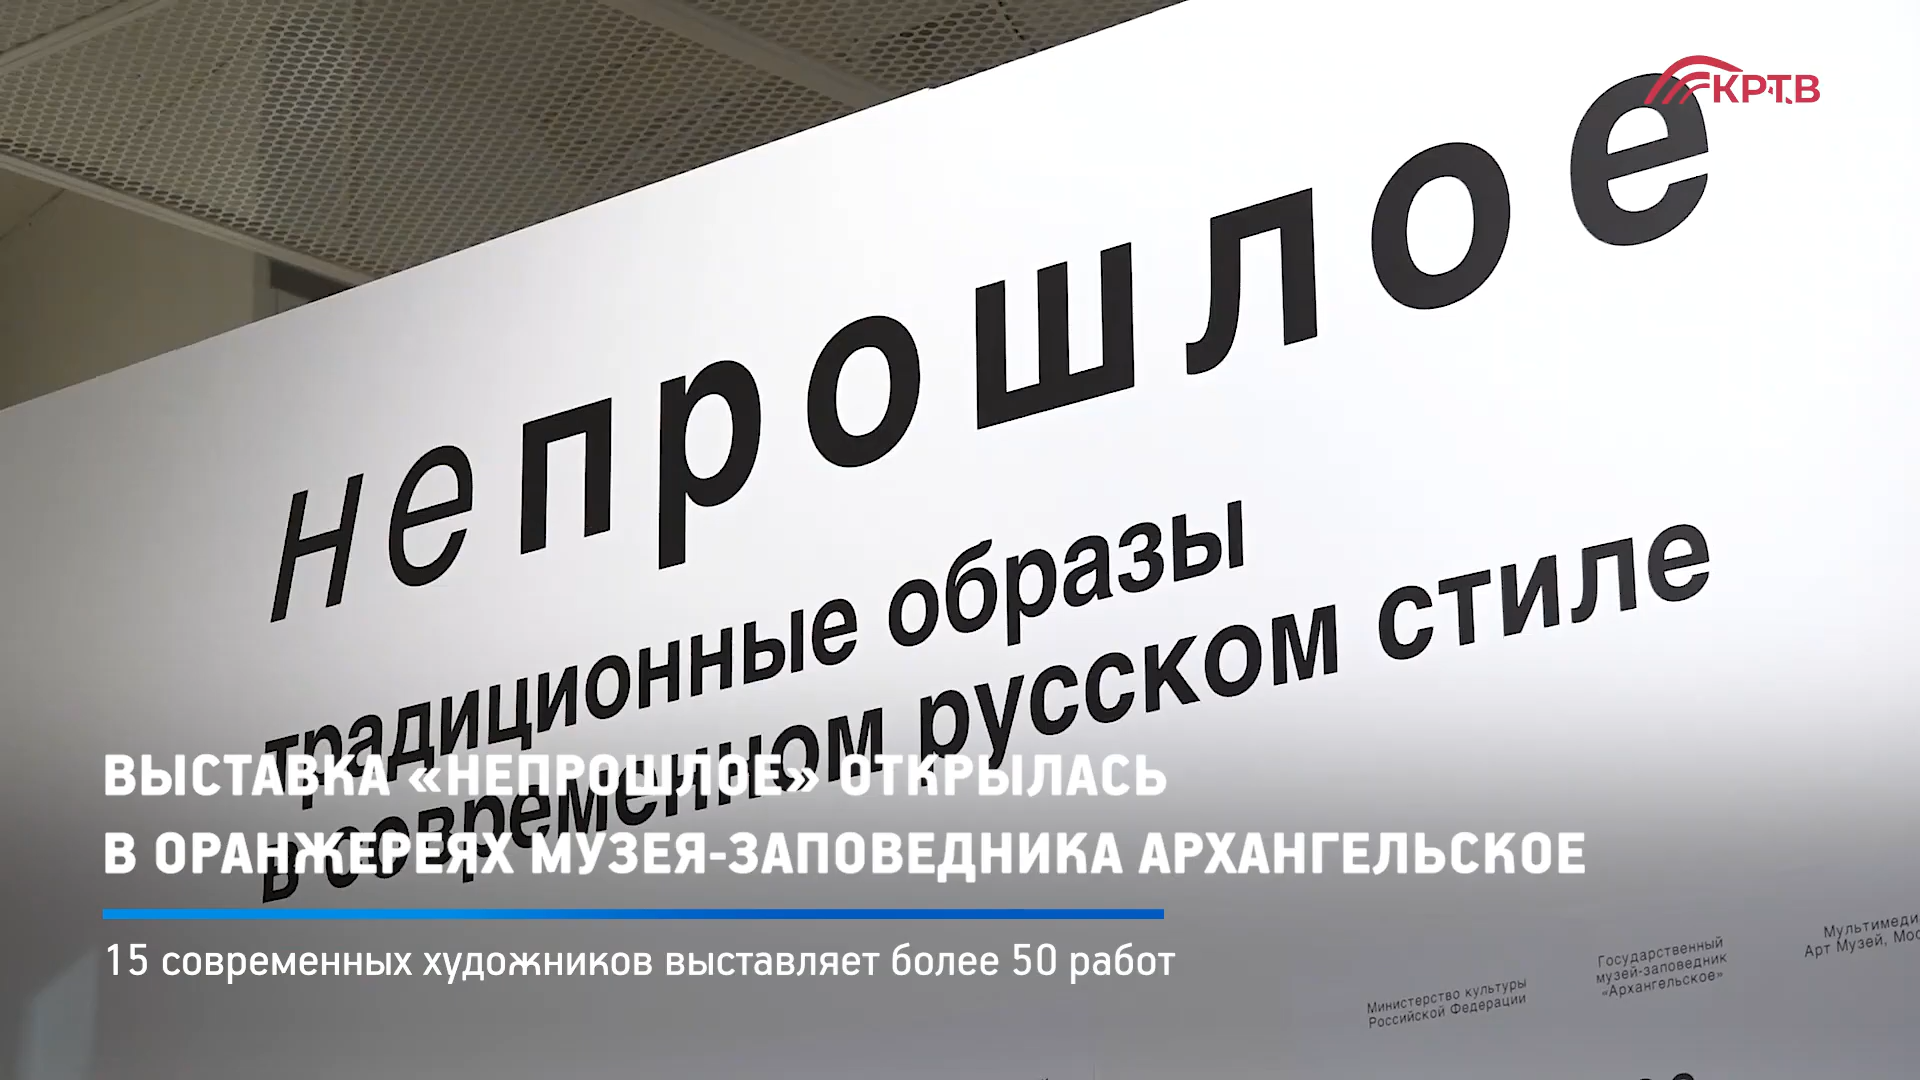 КРТВ
непрошлое
традиционные образы
в современном русском стиле
ВЫСТАВКА «НЕПРОШЛОЕ» ОТКРЫЛАСЬ
В ОРАНЖЕРЕЯХ МУЗЕЯ-ЗАПОВЕДНИКА АРХАНГЕЛЬСКОЕ
15 современных художников выставляет более 50 работ
Министерство культуры
Российской Федерации
Государственный
музей-заповедник
«Архангельское»
Мультимеди
Арт Музей, Мос